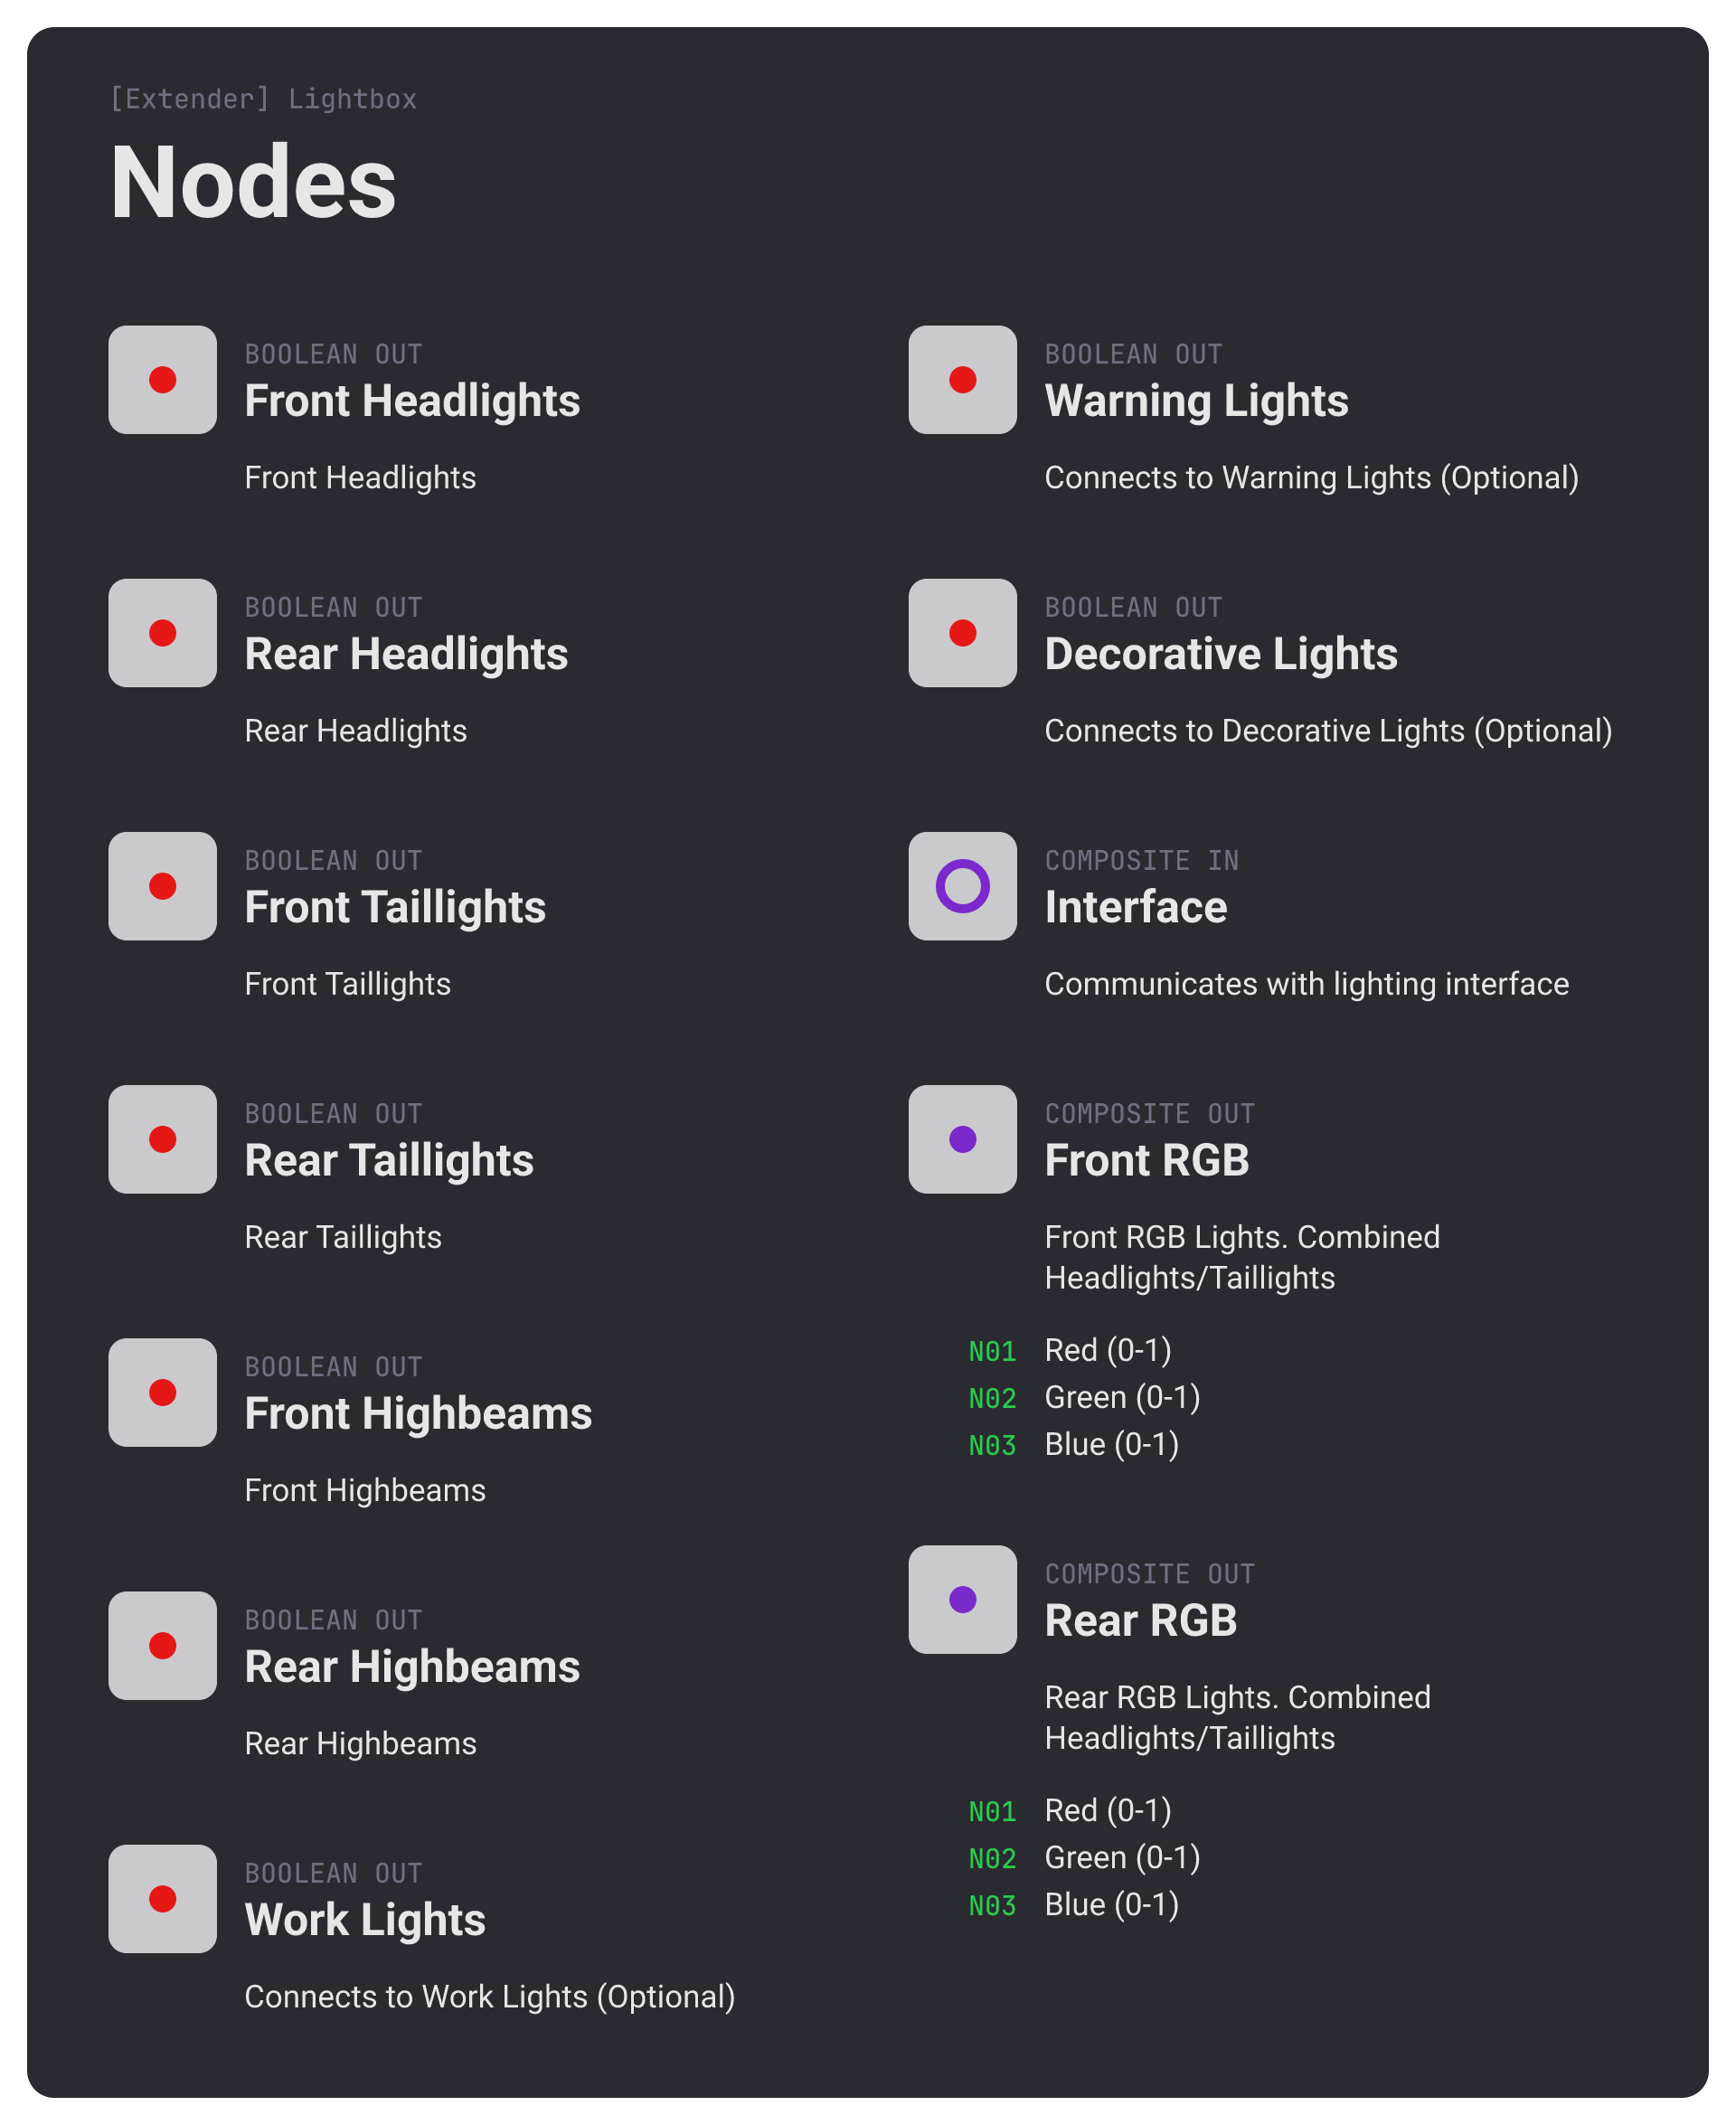 [Extender] Lightbox
Nodes
BOOLEAN OUT
Front Headlights
Front Headlights
BOOLEAN OUT
Rear Headlights
Rear Headlights
BOOLEAN OUT
Front Taillights
Front Taillights
BOOLEAN OUT
Rear Taillights
Rear Taillights
BOOLEAN OUT
Front Highbeams
Front Highbeams
BOOLEAN OUT
Rear Highbeams
Rear Highbeams
BOOLEAN OUT
Work Lights
Connects to Work Lights (Optional)
BOOLEAN OUT
Warning Lights
Connects to Warning Lights (Optional)
BOOLEAN OUT
Decorative Lights
Connects to Decorative Lights (Optional)
COMPOSITE IN
Interface
Communicates with lighting interface
COMPOSITE OUT
Front RGB
Front RGB Lights. Combined
Headlights/Taillights
N01 Red (0-1)
N02 Green (0-1)
N03 Blue (0-1)
COMPOSITE OUT
Rear RGB
Rear RGB Lights. Combined
Headlights/Taillights
N01 Red (0-1)
N02 Green (0-1)
N03 Blue (0-1)